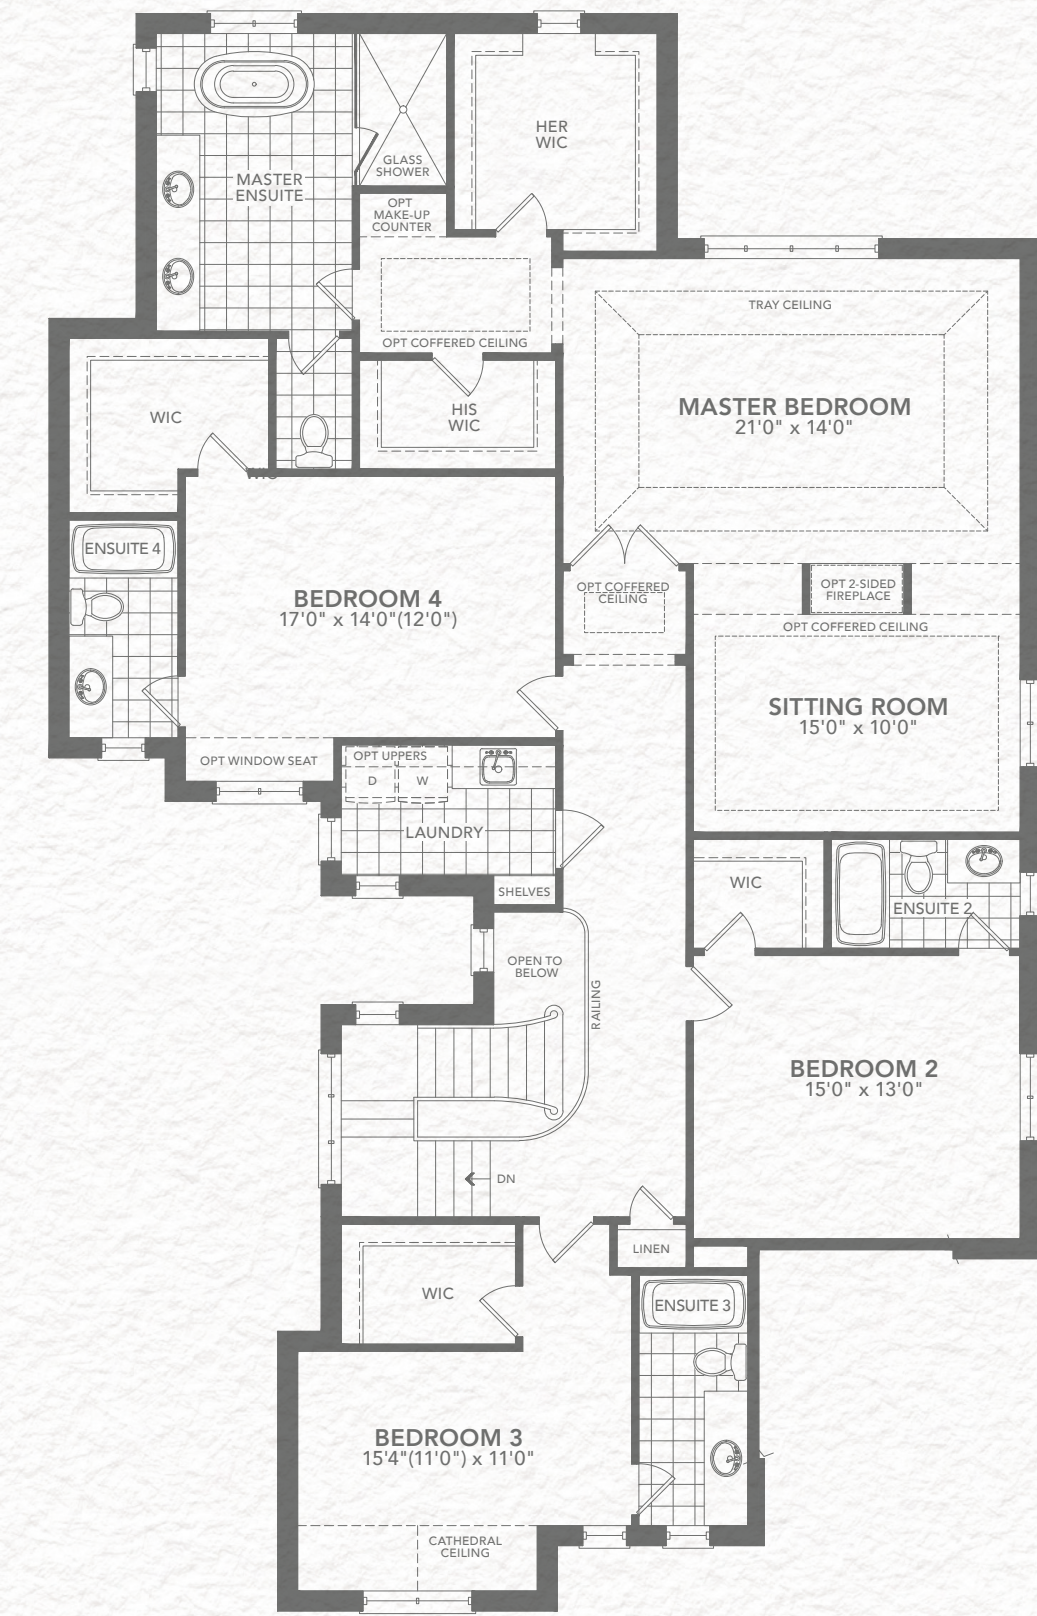 HER
WIC
GLASS
SHOWER
MASTER
ENSUITE
OPT
MAKE-UP
COUNTER
TRAY CEILING
OPT COFFERED CEILING
MASTER BEDROOM
21'0" x 14'0"
WIC
HIS
WIC
WIC
ENSUITE 4
OPT COFFERED
CEILING
OPT 2-SIDED
FIREPLACE
BEDROOM 4
17'0" x 14'0"(12'0")
OPT COFFERED CEILING
SITTING ROOM
15'0" x 10'0"
OPT WINDOW SEAT
OPT UPPERS
D
W
LAUNDRY
SHELVES
WIC
ENSUITE 2
OPEN TO
BELOW
RAILING
BEDROOM 2
15'0" x 13'0"
DN
LINEN
WIC
ENSUITE 3
BEDROOM 3
15'4"(11'0") x 11'0"
CATHEDRAL
CEILING